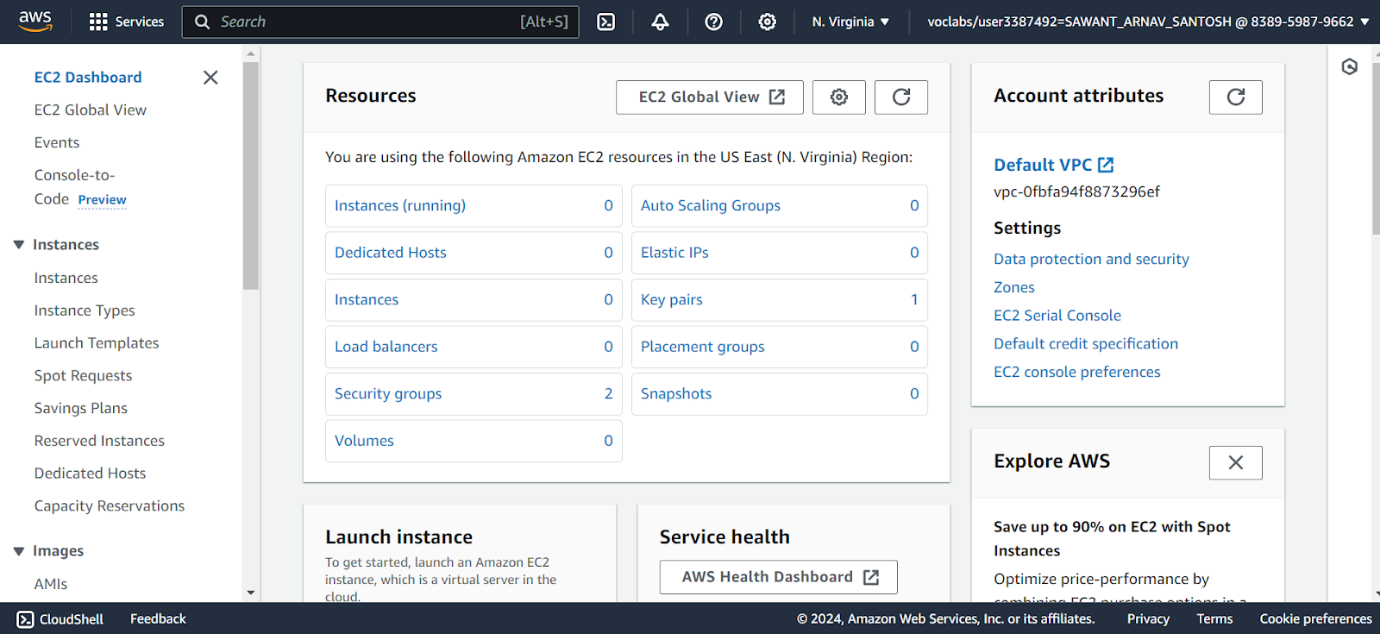 aws
Services
Search
[Alt+S]
N. Virginia
voclabs/user3387492=SAWANT_ARNAV_SANTOSH @ 8389-5987-9662
EC2 Dashboard
EC2 Global View
Events
Console-to-
Code Preview
Instances
Instances
Instance Types
Launch Templates
Spot Requests
Savings Plans
Reserved Instances
Dedicated Hosts
Capacity Reservations
Images
AMIs
Resources
EC2 Global View
You are using the following Amazon EC2 resources in the US East (N. Virginia) Region:
Instances (running) 0
Auto Scaling Groups 0
Dedicated Hosts 0
Elastic IPs 0
Instances 0
Key pairs 1
Load balancers 0
Placement groups 0
Security groups 2
Snapshots 0
Volumes 0
Launch instance
To get started, launch an Amazon EC2
instance, which is a virtual server in the
cloud.
Service health
AWS Health Dashboard
Account attributes
Default VPC
vpc-0fbfa94f8873296ef
Settings
Data protection and security
Zones
EC2 Serial Console
Default credit specification
EC2 console preferences
Explore AWS
Save up to 90% on EC2 with Spot
Instances
Optimize price-performance by
combining EC2 purchase options in a
CloudShell
Feedback
© 2024, Amazon Web Services, Inc. or its affiliates.
Privacy
Terms
Cookie preferences